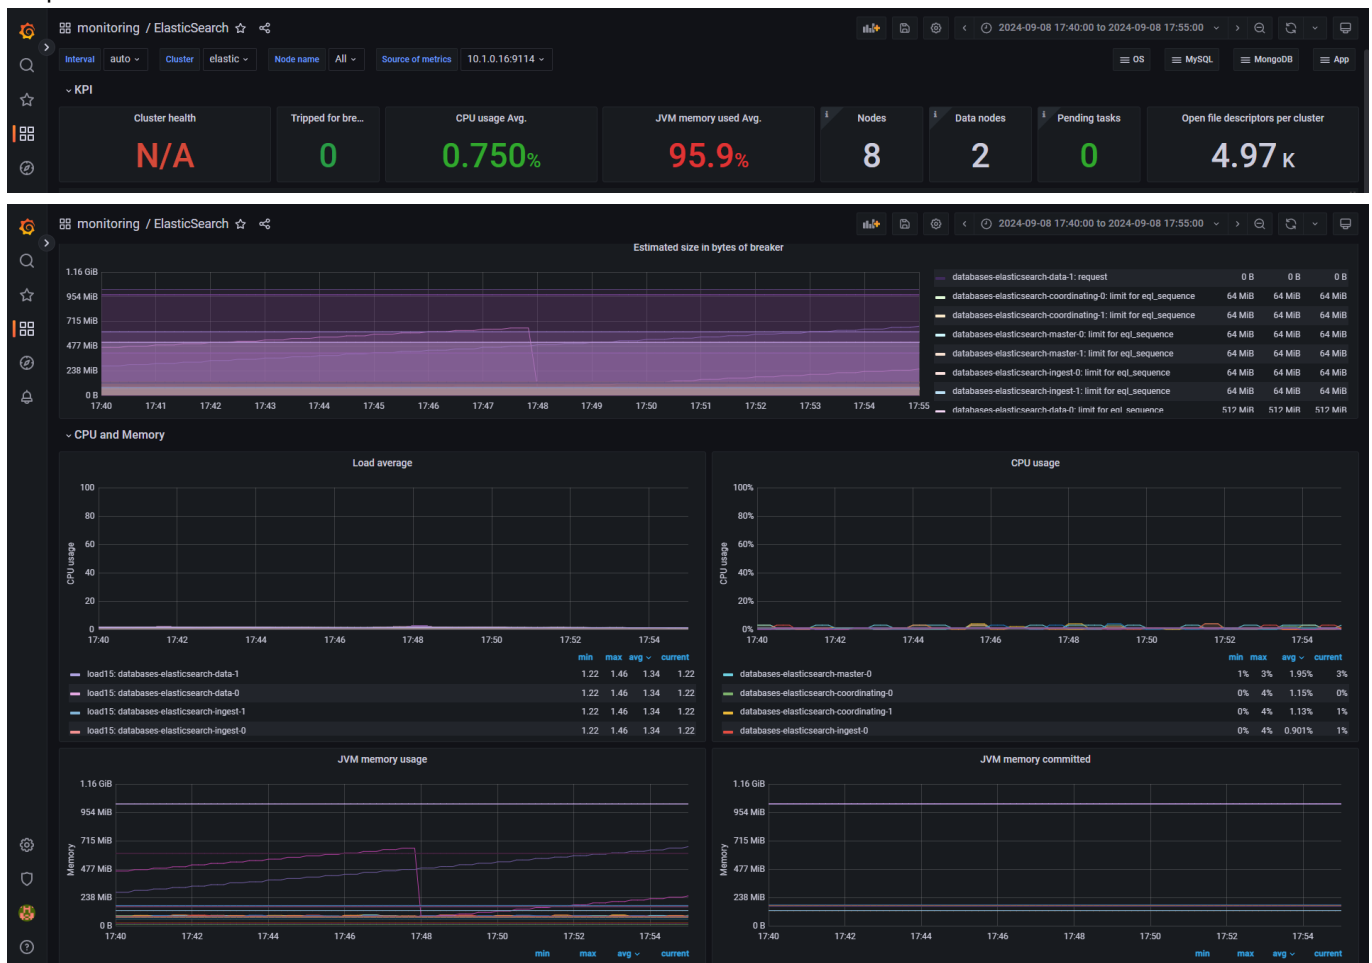 monitoring / ElasticSearch
2024-09-08 17:40:00 to 2024-09-08 17:55:00
Interval auto Cluster elastic Node name All Source of metrics 10.1.0.16:9114 OS MySQL MongoDB App
KPI
Cluster health Tripped for bre... CPU usage Avg. JVM memory used Avg. Nodes Data nodes Pending tasks Open file descriptors per cluster
N/A 0 0.750% 95.9% 8 2 0 4.97 K
monitoring / ElasticSearch
2024-09-08 17:40:00 to 2024-09-08 17:55:00
Estimated size in bytes of breaker
1.16 GiB
954 MiB
715 MiB
477 MiB
238 MiB
0 B
17:40 17:41 17:42 17:43 17:44 17:45 17:46 17:47 17:48 17:49 17:50 17:51 17:52 17:53 17:54 17:55
databases-elasticsearch-data-1: request 0 B 0 B 0 B
databases-elasticsearch-coordinating-0: limit for eql_sequence 64 MiB 64 MiB 64 MiB
databases-elasticsearch-coordinating-1: limit for eql_sequence 64 MiB 64 MiB 64 MiB
databases-elasticsearch-master-0: limit for eql_sequence 64 MiB 64 MiB 64 MiB
databases-elasticsearch-master-1: limit for eql_sequence 64 MiB 64 MiB 64 MiB
databases-elasticsearch-ingest-0: limit for eql_sequence 64 MiB 64 MiB 64 MiB
databases-elasticsearch-ingest-1: limit for eql_sequence 64 MiB 64 MiB 64 MiB
databases-elasticsearch-data-0: limit for eql_sequence 512 MiB 512 MiB 512 MiB
CPU and Memory
Load average
CPU usage
100
80
60
40
20
0
17:40 17:42 17:44 17:46 17:48 17:50 17:52 17:54
min max avg current
load15: databases-elasticsearch-data-1 1.22 1.46 1.34 1.22
load15: databases-elasticsearch-data-0 1.22 1.46 1.34 1.22
load15: databases-elasticsearch-ingest-1 1.22 1.46 1.34 1.22
load15: databases-elasticsearch-ingest-0 1.22 1.46 1.34 1.22
CPU usage
CPU usage
100%
80%
60%
40%
20%
0%
17:40 17:42 17:44 17:46 17:48 17:50 17:52 17:54
min max avg current
databases-elasticsearch-master-0 1% 3% 1.95% 3%
databases-elasticsearch-coordinating-0 0% 4% 1.15% 0%
databases-elasticsearch-coordinating-1 0% 4% 1.13% 1%
databases-elasticsearch-ingest-0 0% 4% 0.901% 1%
JVM memory usage
Memory
1.16 GiB
954 MiB
715 MiB
477 MiB
238 MiB
0 B
17:40 17:42 17:44 17:46 17:48 17:50 17:52 17:54
min max avg current
JVM memory committed
Memory
1.16 GiB
954 MiB
715 MiB
477 MiB
238 MiB
0 B
17:40 17:42 17:44 17:46 17:48 17:50 17:52 17:54
min max avg current